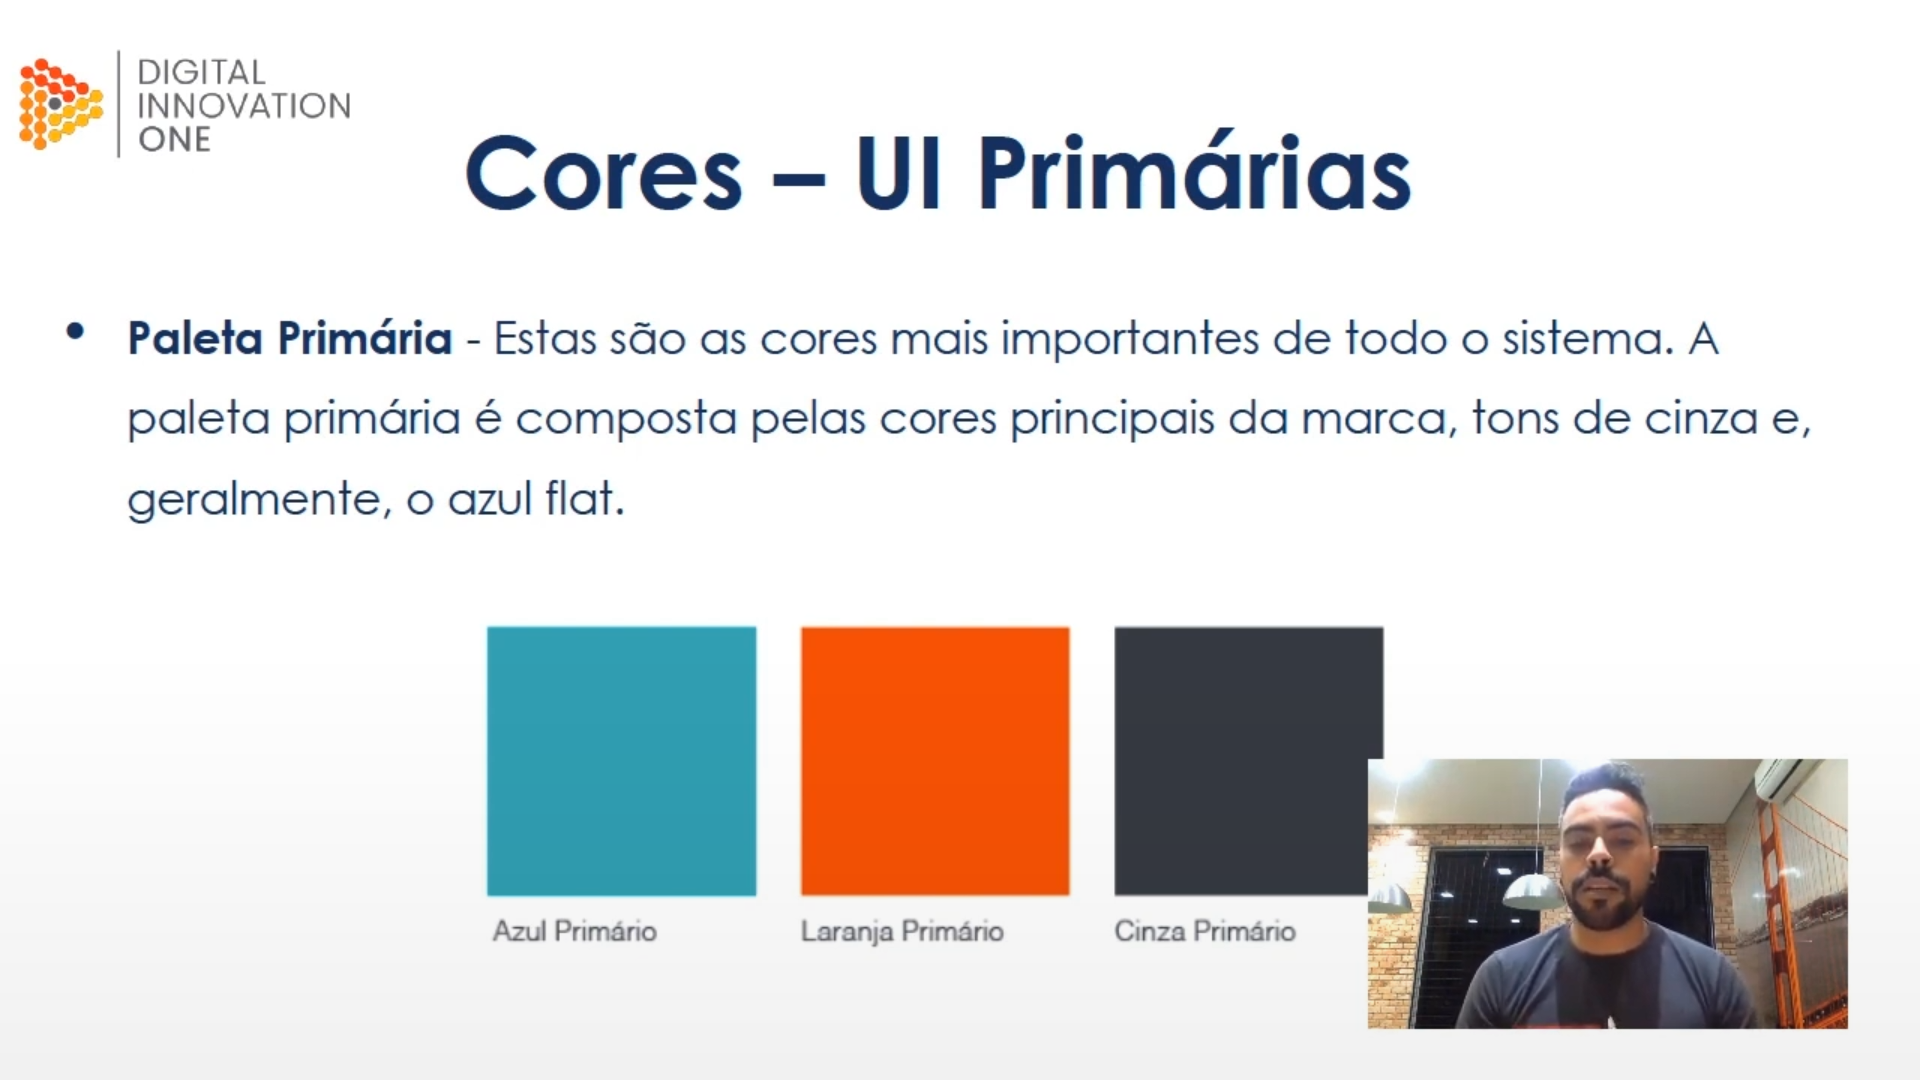 DIGITAL
INNOVATION
ONE
Cores – UI Primárias
• Paleta Primária - Estas são as cores mais importantes de todo o sistema. A
paleta primária é composta pelas cores principais da marca, tons de cinza e,
geralmente, o azul flat.
Azul Primário
Laranja Primário
Cinza Primário